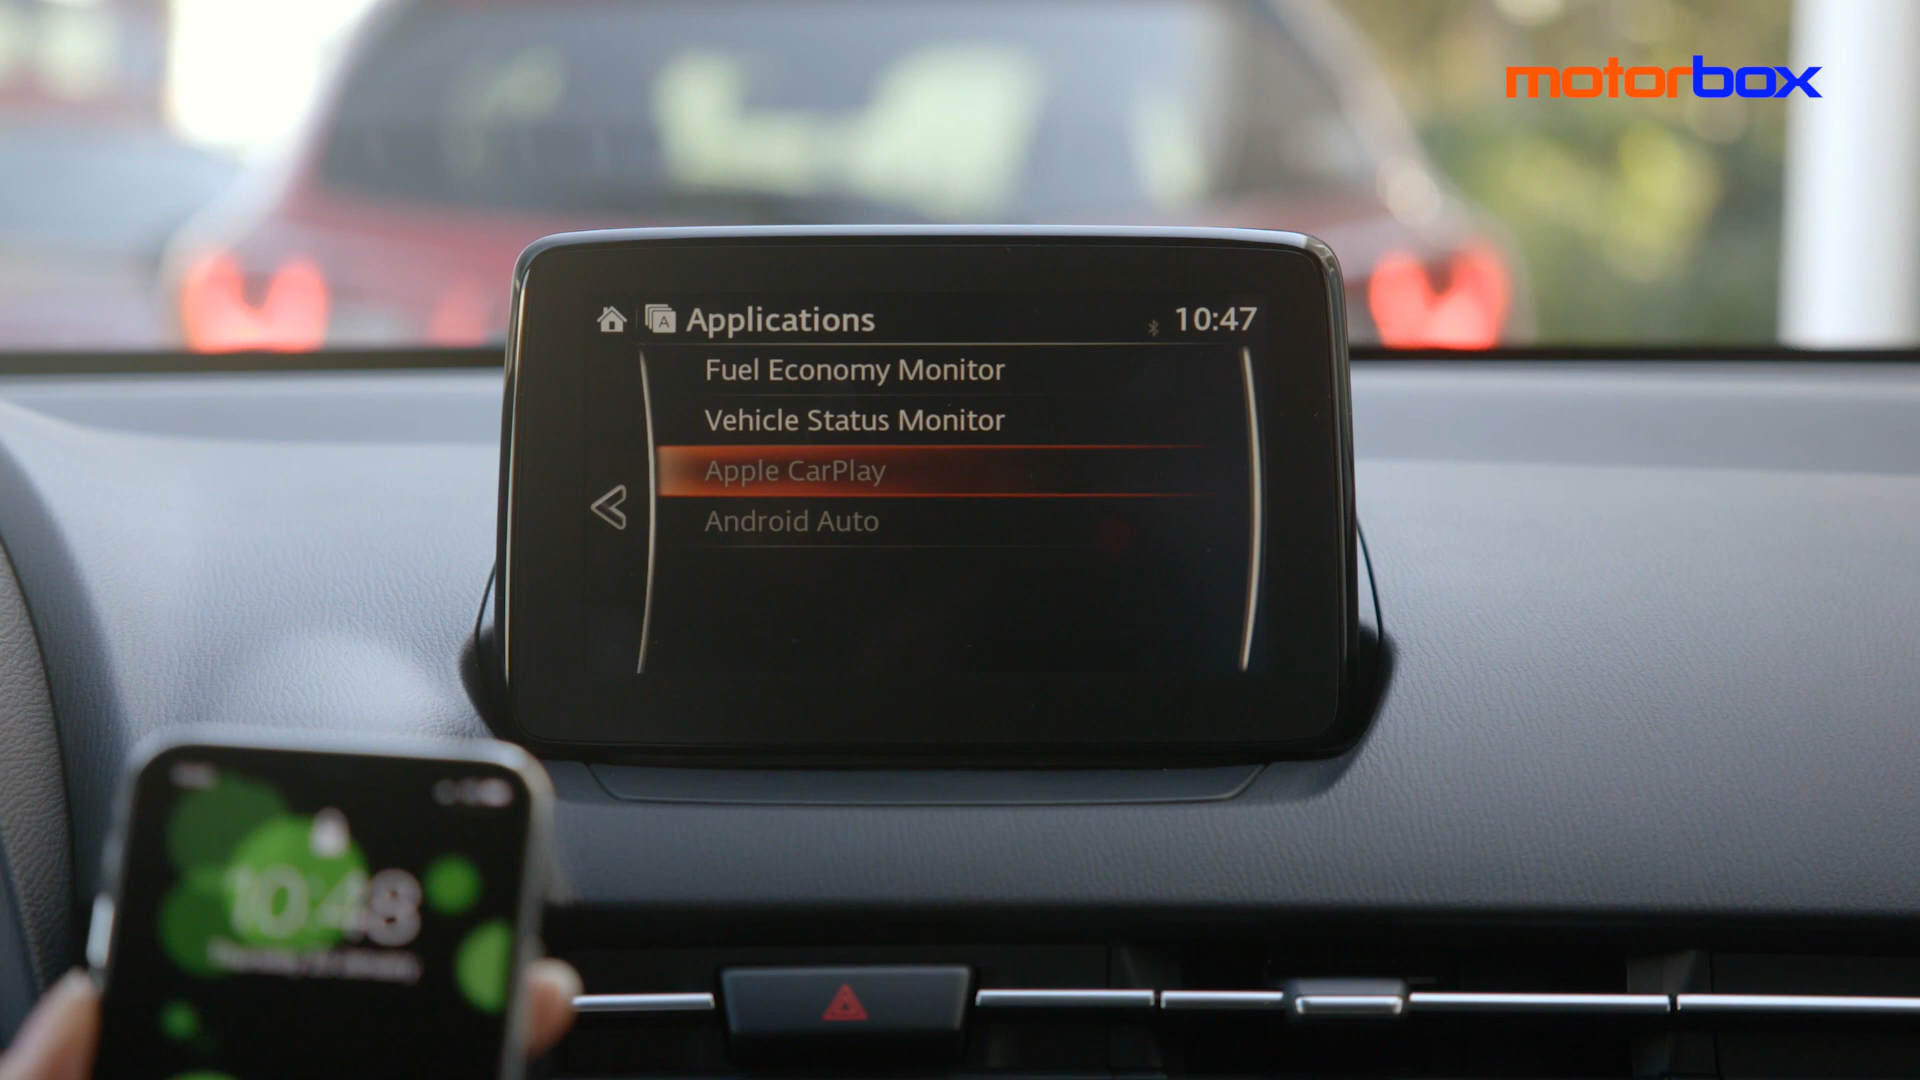 motorbox
Applications
10:47
Fuel Economy Monitor
Vehicle Status Monitor
Apple CarPlay
Android Auto
10:48